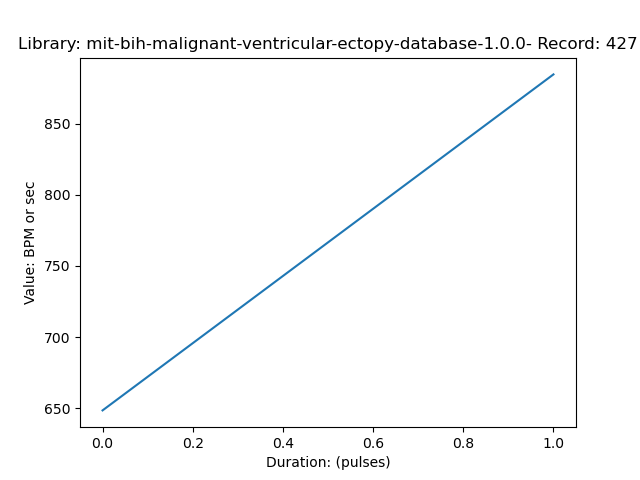 Library: mit-bih-malignant-ventricular-ectopy-database-1.0.0- Record: 427
850
800
750
700
650
Value: BPM or sec
0.0 0.2 0.4 0.6 0.8 1.0
Duration: (pulses)